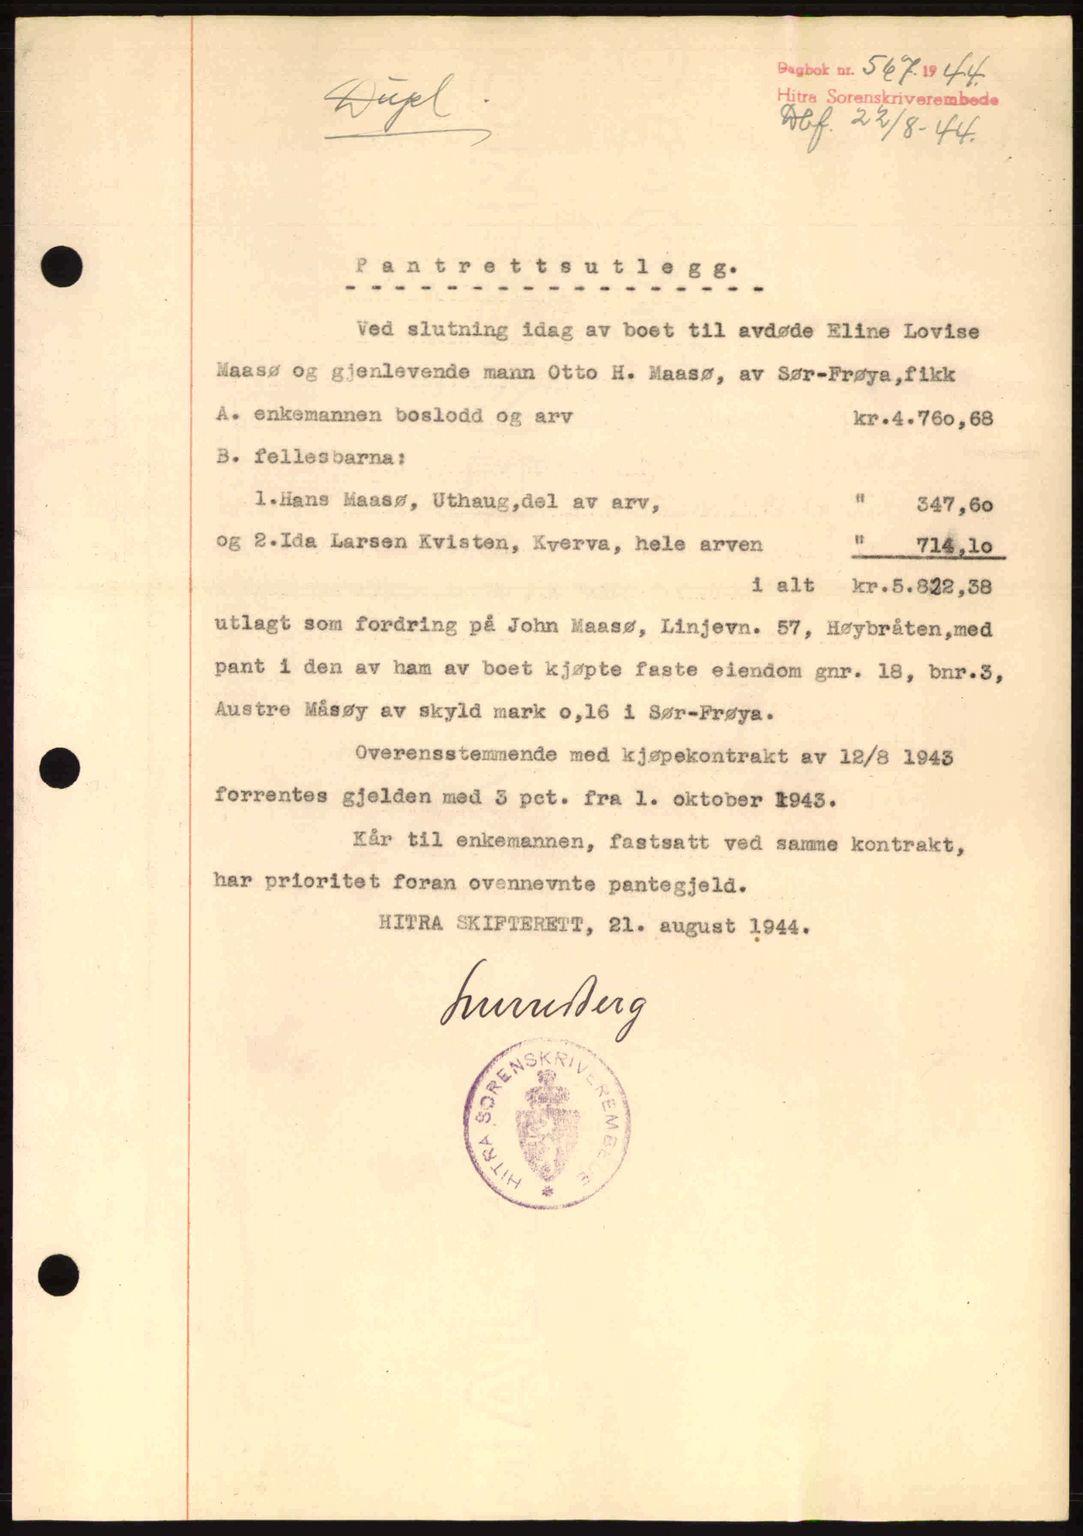 Dupl.
Dagbok nr. 567. 1944.
Hitra Sorenskriverembede
Dbf. 22/8-44.
Pantrettsutlegg.
Ved slutning idag av boet til avdøde Eline Lovise
Maasø og gjenlevende mann Otto H. Maasø, av Sør-Frøya,fikk
A. enkemannen boslodd og arv kr.4.760,68
B. fellesbarna:
1.Hans Maasø, Uthaug,del av arv, " 347,60
og 2.Ida Larsen Kvisten, Kverva, hele arven " 714,10
i alt kr.5.822,38
utlagt som fordring på John Maasø, Linjevn. 57, Høybråten,med
pant i den av ham av boet kjøpte faste eiendom gnr. 18, bnr.3,
Austre Måsøy av skyld mark 0,16 i Sør-Frøya.
Overensstemmende med kjøpekontrakt av 12/8 1943
forrentes gjelden med 3 pct. fra 1. oktober 1943.
Kår til enkemannen, fastsatt ved samme kontrakt,
har prioritet foran ovennevnte pantegjeld.
HITRA SKIFTERETT, 21. august 1944.
HITRA SORENSKRIVEREMBEDE